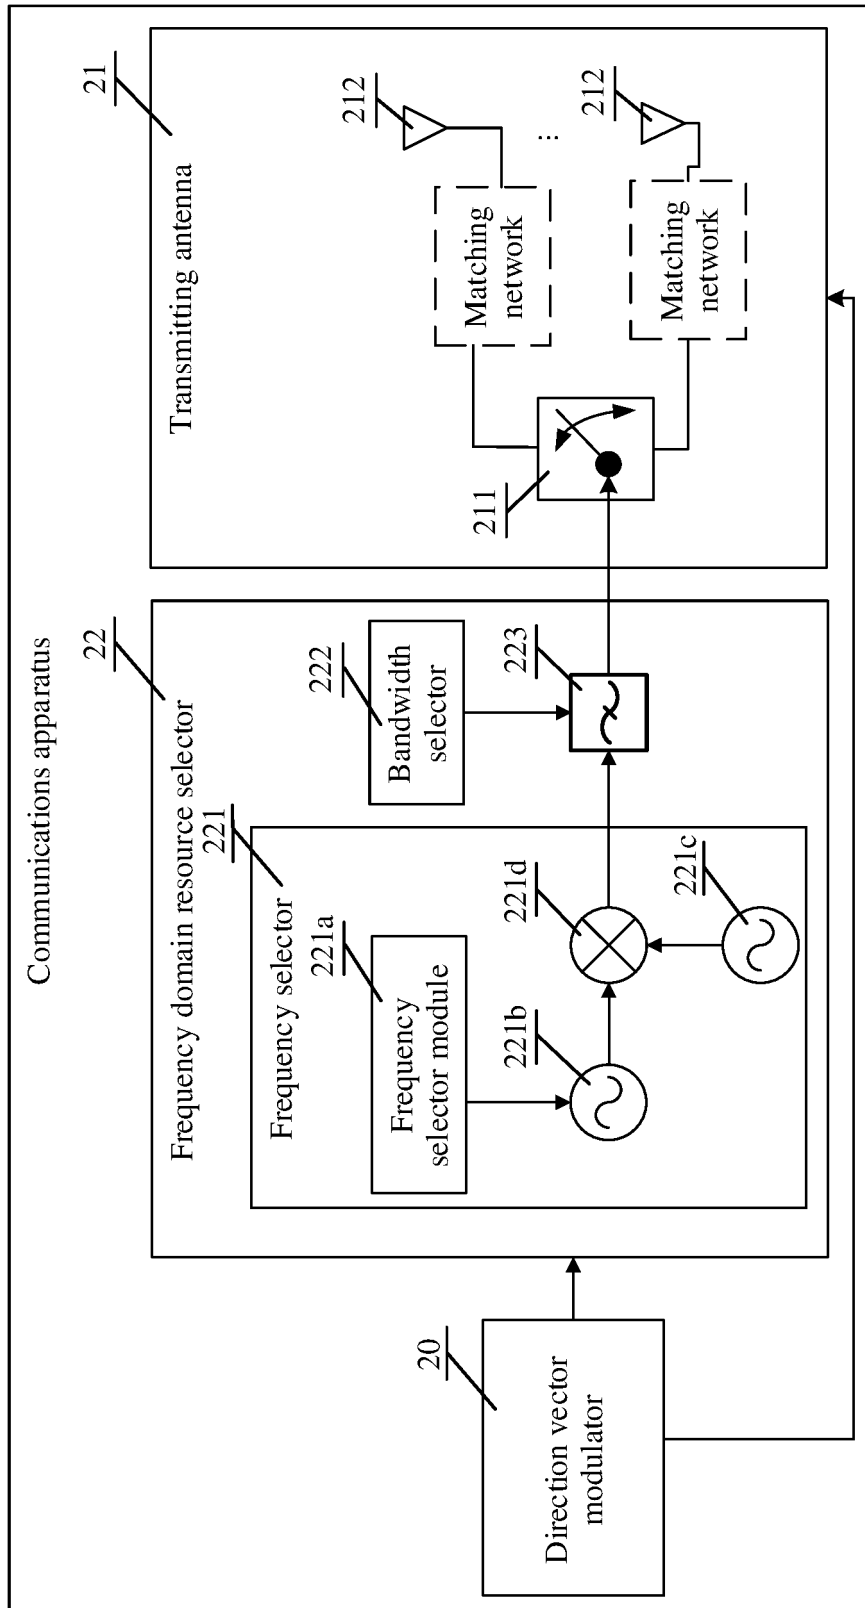 Communications apparatus
20
Direction vector
modulator
Frequency domain resource selector
22
Frequency selector
221
221a
Frequency
selector module
221b
221d
221c
222
Bandwidth
selector
223
Transmitting antenna
21
211
Matching
network
212
...
Matching
network
212